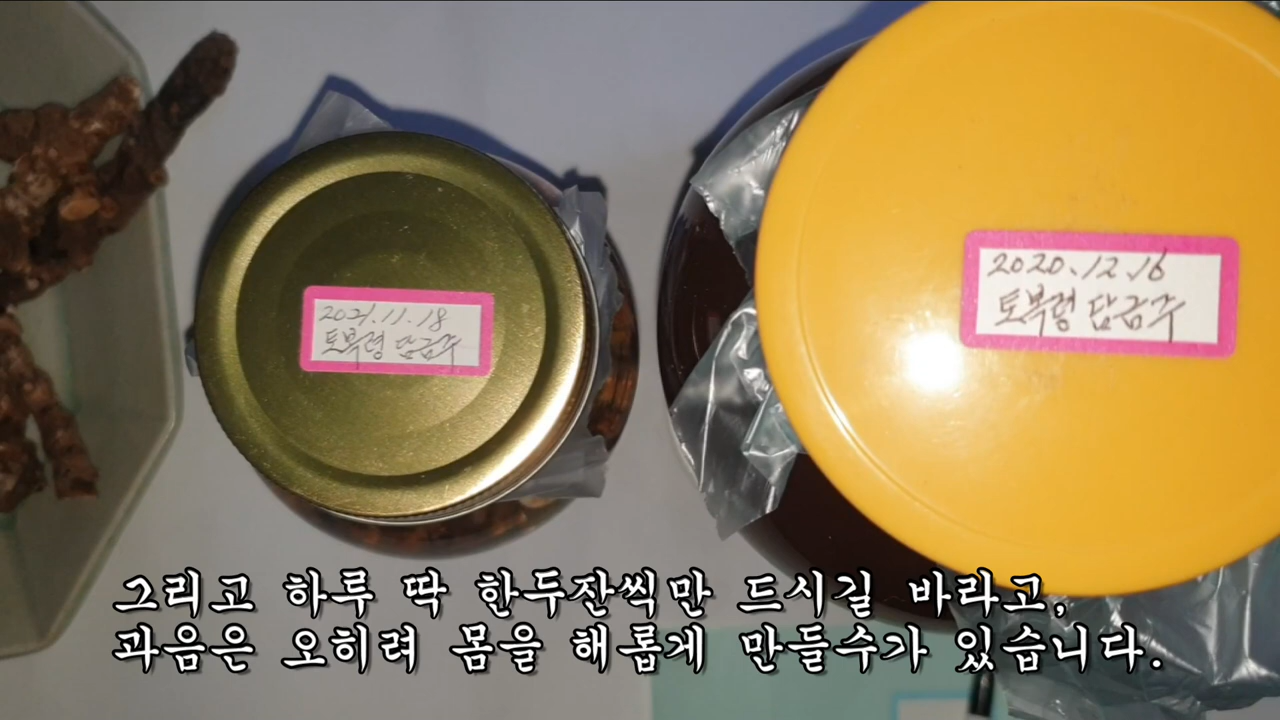 2021.11.18
토복령 담금주
2020.12.16
토복령 담금주
그리고 하루 딱 한두잔씩만 드시길 바라고,
과음은 오히려 몸을 해롭게 만들수가 있습니다.